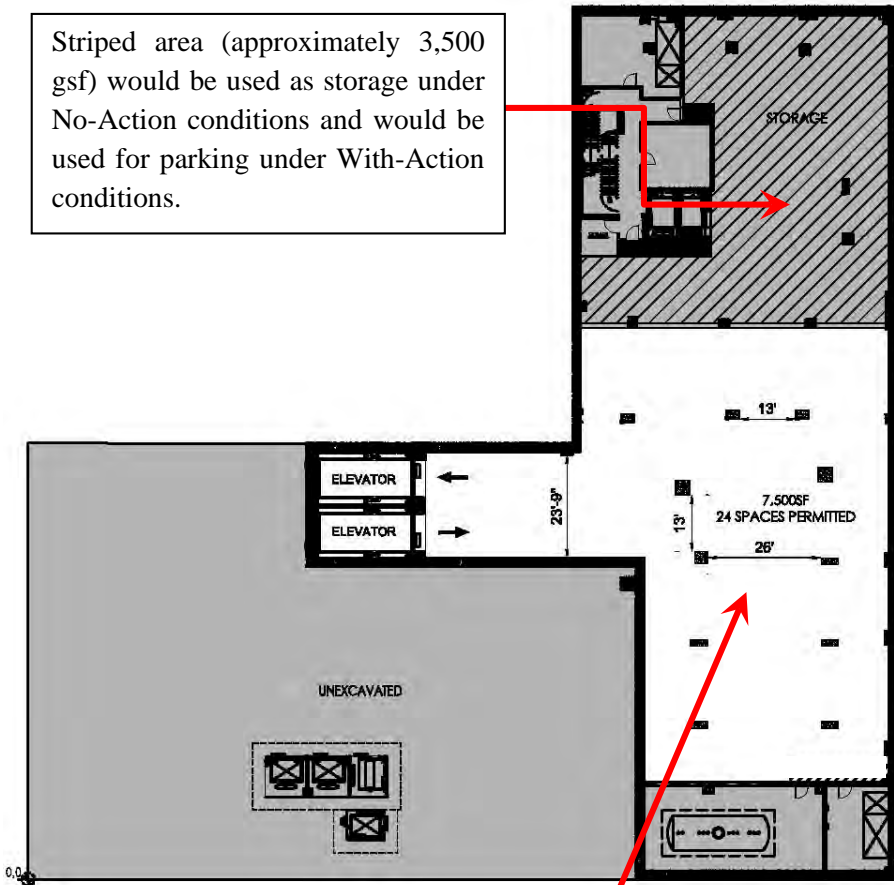 Striped area (approximately 3,500
gsf) would be used as storage under
No-Action conditions and would be
used for parking under With-Action
conditions.
STORAGE
13'
ELEVATOR
ELEVATOR
23'-9"
7,500SF
24 SPACES PERMITTED
13'
26'
UNEXCAVATED
0,0